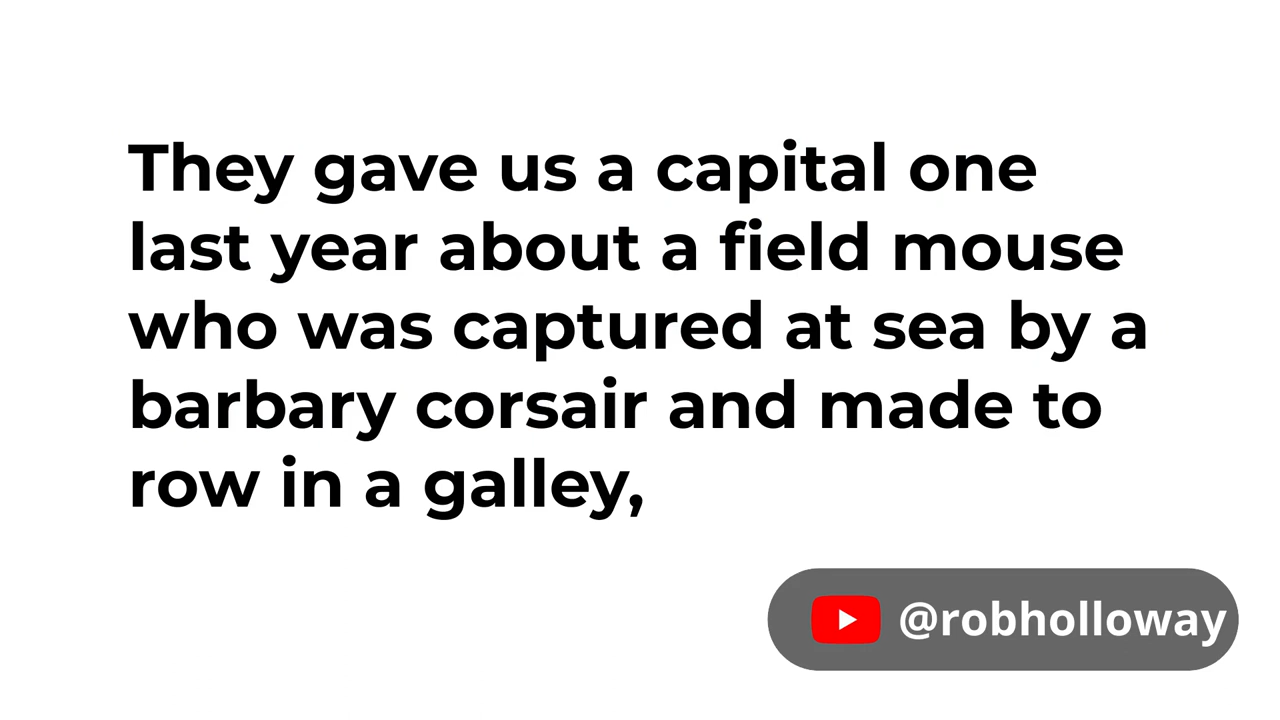 They gave us a capital one
last year about a field mouse
who was captured at sea by a
barbary corsair and made to
row in a galley,
@robholloway